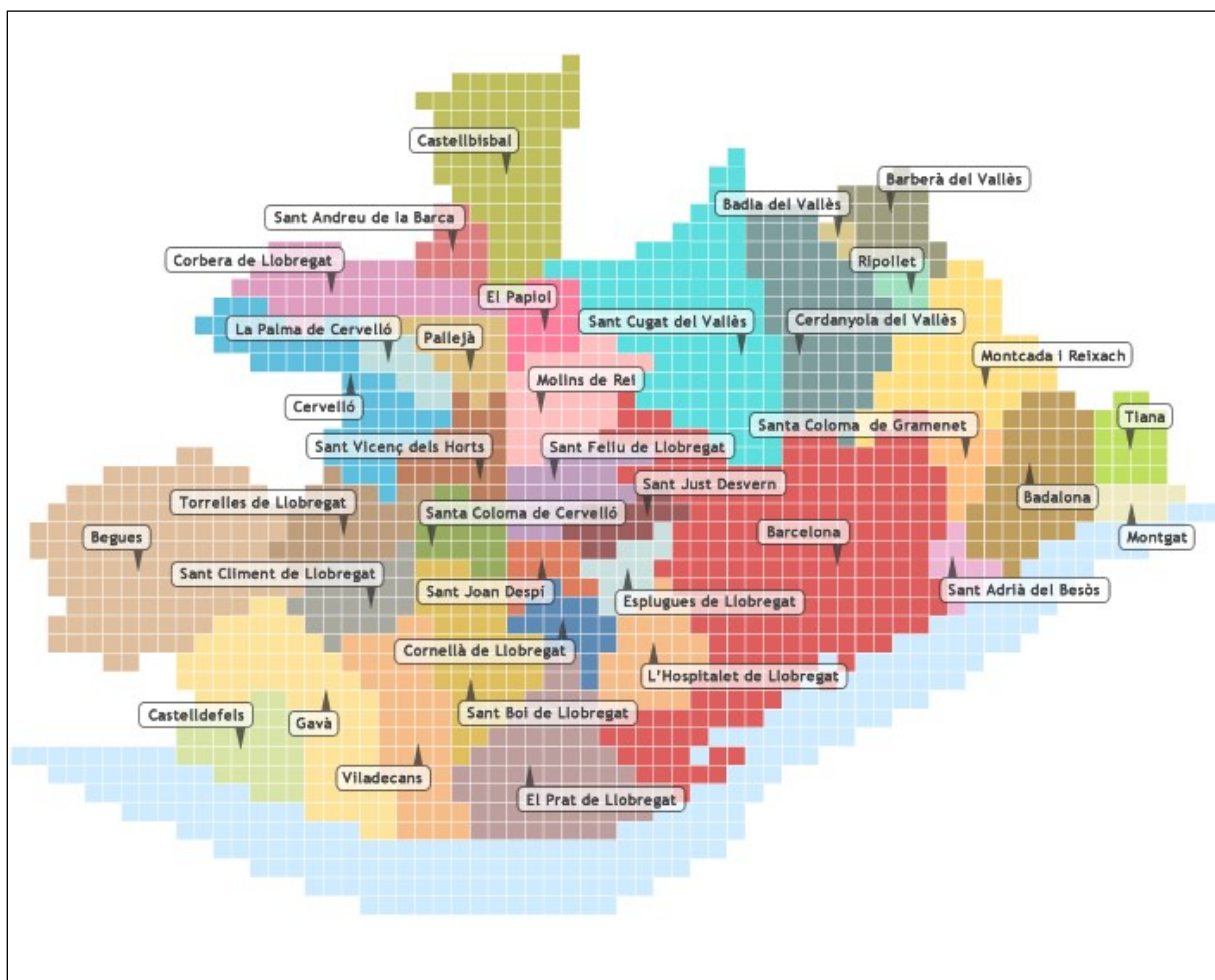 Castellbisbal
Barberà del Vallès
Badia del Vallès
Sant Andreu de la Barca
Corbera de Llobregat
Ripollet
El Papiol
La Palma de Cervelló
Sant Cugat del Vallès
Cerdanyola del Vallès
Pallejà
Montcada i Reixach
Molins de Rei
Cervelló
Tiana
Santa Coloma de Gramenet
Sant Vicenç dels Horts
Sant Feliu de Llobregat
Sant Just Desvern
Badalona
Torrelles de Llobregat
Santa Coloma de Cervelló
Begues
Barcelona
Montgat
Sant Climent de Llobregat
Sant Joan Despí
Esplugues de Llobregat
Sant Adrià del Besòs
Cornellà de Llobregat
L'Hospitalet de Llobregat
Castelldefels
Sant Boi de Llobregat
Gavà
Viladecans
El Prat de Llobregat